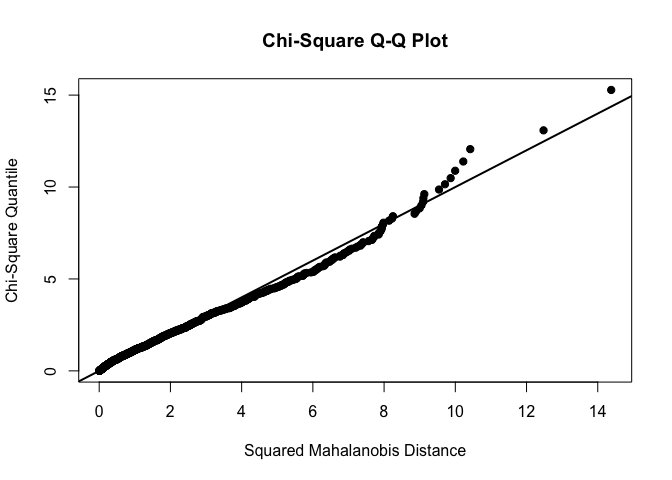 Chi-Square Q-Q Plot
Chi-Square Quantile
15
10
5
0
0 2 4 6 8 10 12 14
Squared Mahalanobis Distance